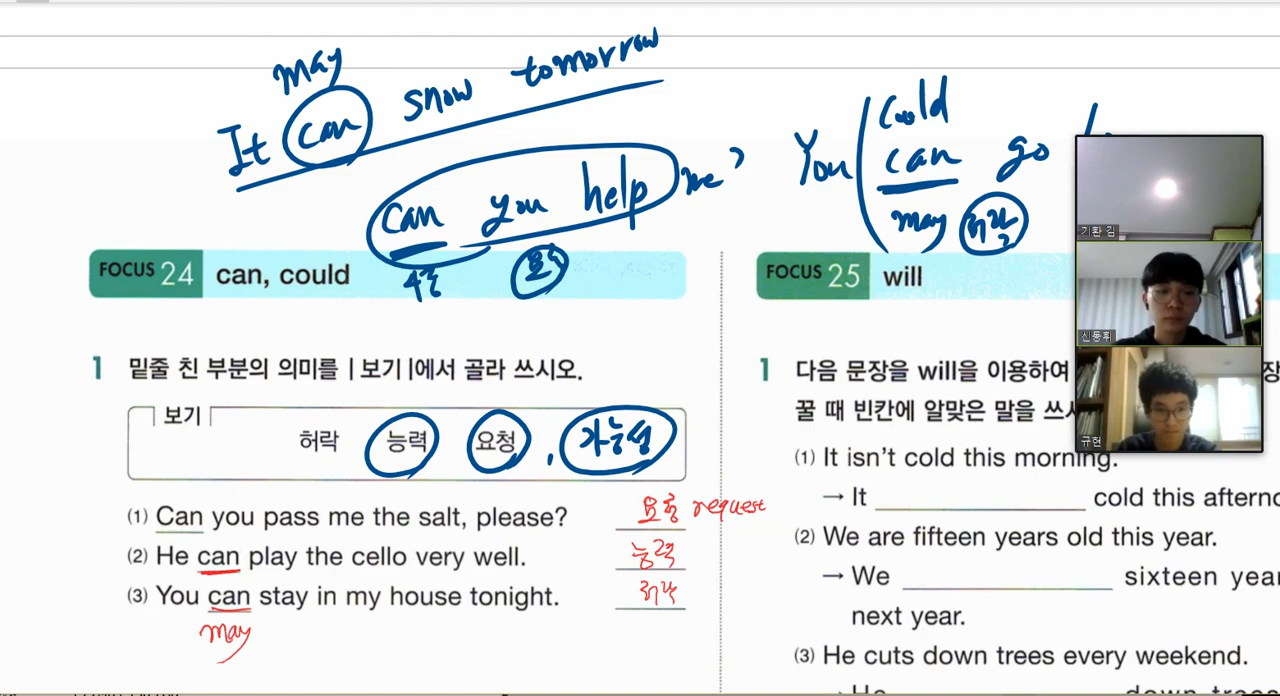 may
It can snow tomorrow
can you help me?
요청
You could
can go
may 허락
FOCUS 24 can, could
1 밑줄 친 부분의 의미를 |보기|에서 골라 쓰시오.
보기
허락 능력 요청, 가능성
(1) Can you pass me the salt, please? 요청 request
(2) He can play the cello very well. 능력
(3) You can stay in my house tonight. 허락
may
FOCUS 25 will
1 다음 문장을 will을 이용하여
꿀 때 빈칸에 알맞은 말을 쓰
(1) It isn't cold this morning.
→ It ____ cold this afterno
(2) We are fifteen years old this year.
→ We ____ sixteen year
next year.
(3) He cuts down trees every weekend.
→ He down trees
기환 김
신동휘
규현